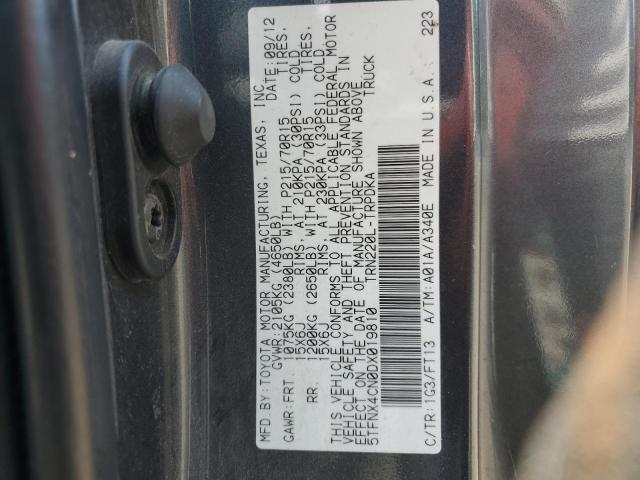 MFD.BY:TOYOTA MOTOR MANUFACTURING, TEXAS, INC. DATE:09/12
GVWR:2105KG (4650LB)
GAWR:FRT 1075KG (2380LB) WITH P215/70R15 TIRES,
15X6J RIMS, AT 210KPA (30PSI) COLD
RR. 1200KG (2650LB) WITH P215/70R15 TIRES,
15X6J RIMS, AT 230KPA (33PSI) COLD
THIS VEHICLE CONFORMS TO ALL APPLICABLE FEDERAL MOTOR
VEHICLE SAFETY AND THEFT PREVENTION STANDARDS IN
EFFECT ON THE DATE OF MANUFACTURE SHOWN ABOVE.
5TFNX4CN0DX019810 TRN220L-TRPDKA TRUCK
C/TR:1G3/FT13 A/TM:A01A/A340E MADE IN U.S.A. 223